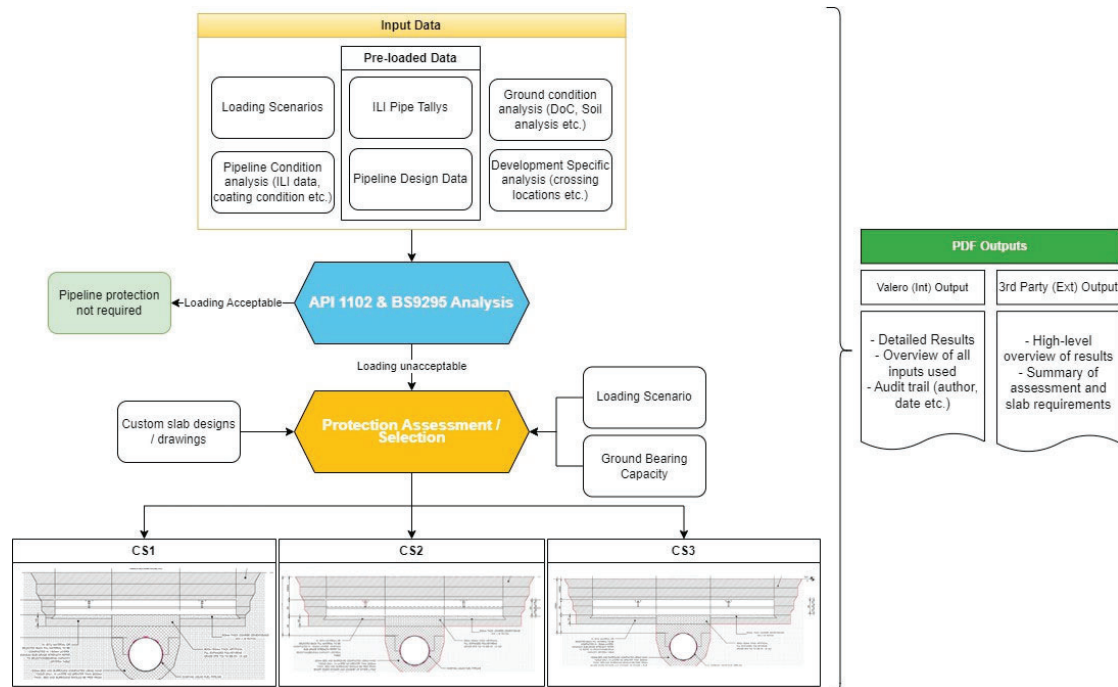 Input Data
Pre-loaded Data
Loading Scenarios
ILI Pipe Tallys
Ground condition
analysis (DoC, Soil
analysis etc.)
Pipeline Condition
analysis (ILI data,
coating condition etc.)
Pipeline Design Data
Development Specific
analysis (crossing
locations etc.)
Pipeline protection
not required
Loading Acceptable
API 1102 & BS9295 Analysis
Loading unacceptable
Custom slab designs
/ drawings
Protection Assessment /
Selection
Loading Scenario
Ground Bearing
Capacity
CS1
CS2
CS3
PDF Outputs
Valero (Int) Output
3rd Party (Ext) Output
- Detailed Results
- Overview of all
inputs used
- Audit trail (author,
date etc.)
- High-level
overview of results
- Summary of
assessment and
slab requirements